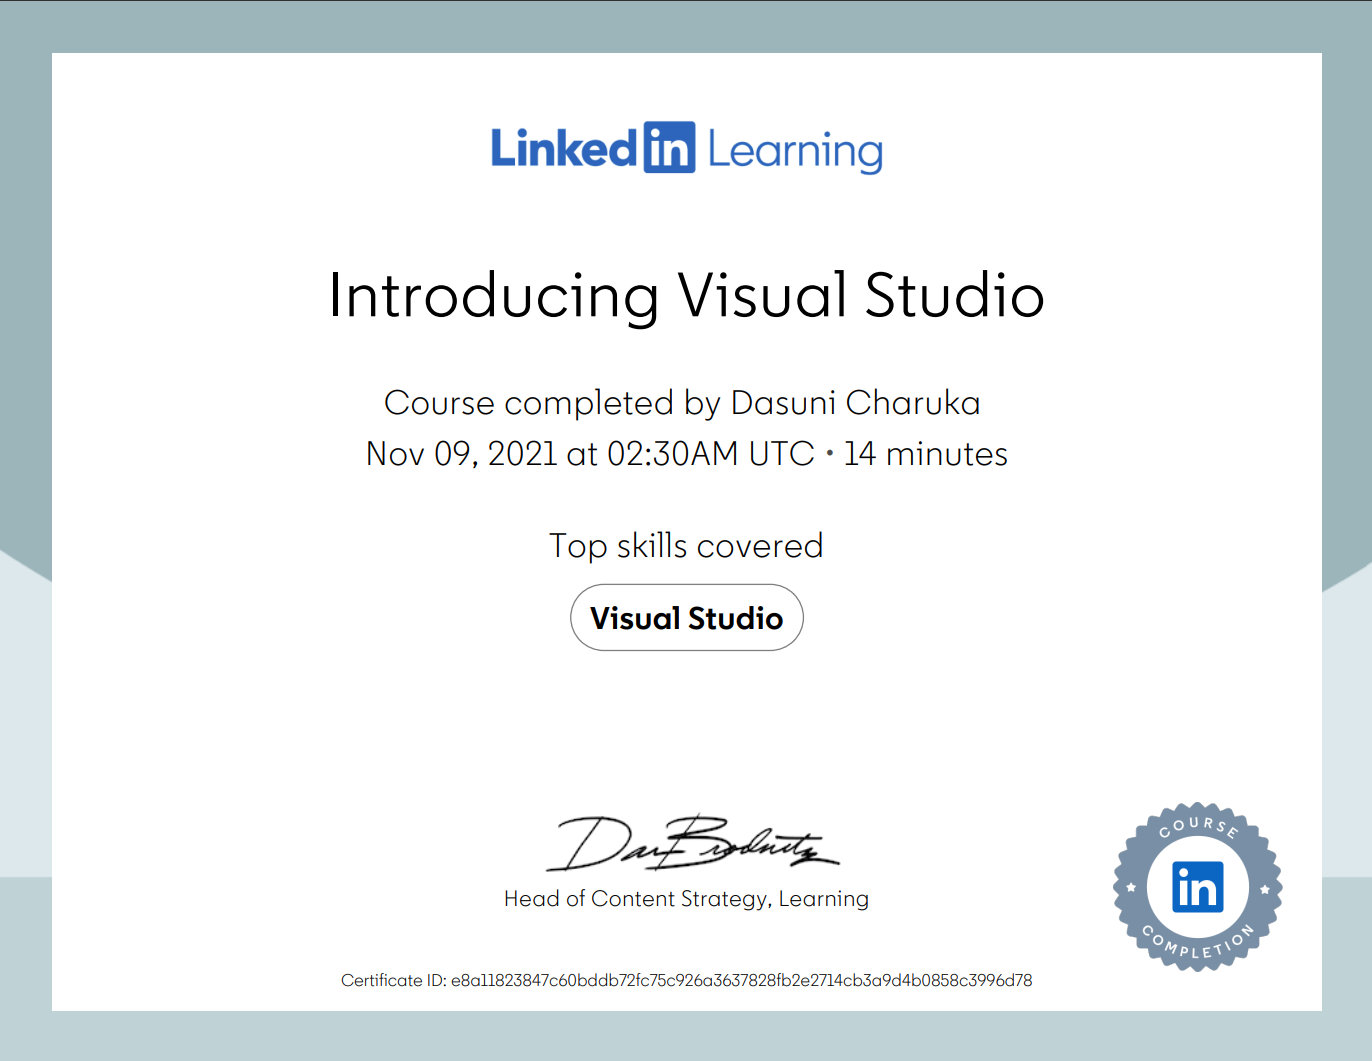 Linked in Learning
Introducing Visual Studio
Course completed by Dasuni Charuka
Nov 09, 2021 at 02:30AM UTC • 14 minutes
Top skills covered
Visual Studio
Dan Brodnitz
Head of Content Strategy, Learning
COURSE
in
COMPLETION
Certificate ID: e8a11823847c60bddb72fc75c926a3637828fb2e2714cb3a9d4b0858c3996d78